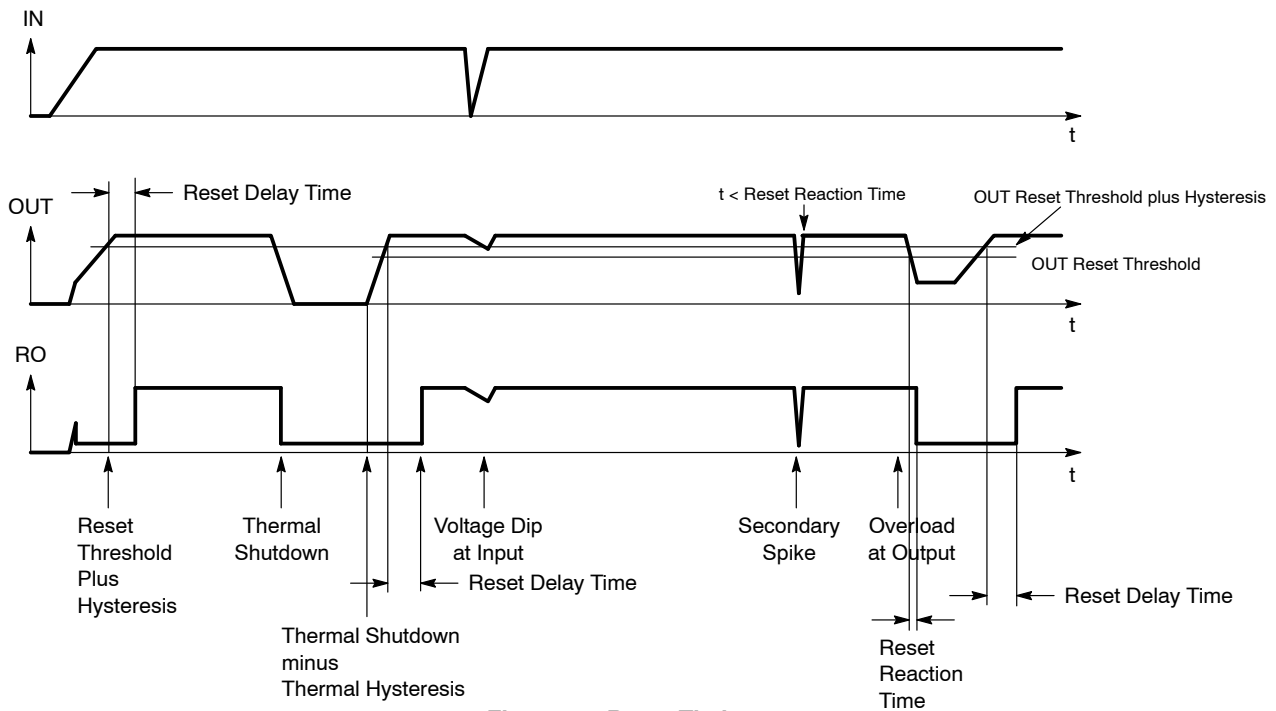 IN
t
Reset Delay Time
t < Reset Reaction Time
OUT Reset Threshold plus Hysteresis
OUT
OUT Reset Threshold
t
RO
t
Reset
Threshold
Plus
Hysteresis
Thermal
Shutdown
Voltage Dip
at Input
Secondary
Spike
Overload
at Output
Reset Delay Time
Reset Delay Time
Thermal Shutdown
minus
Thermal Hysteresis
Reset
Reaction
Time